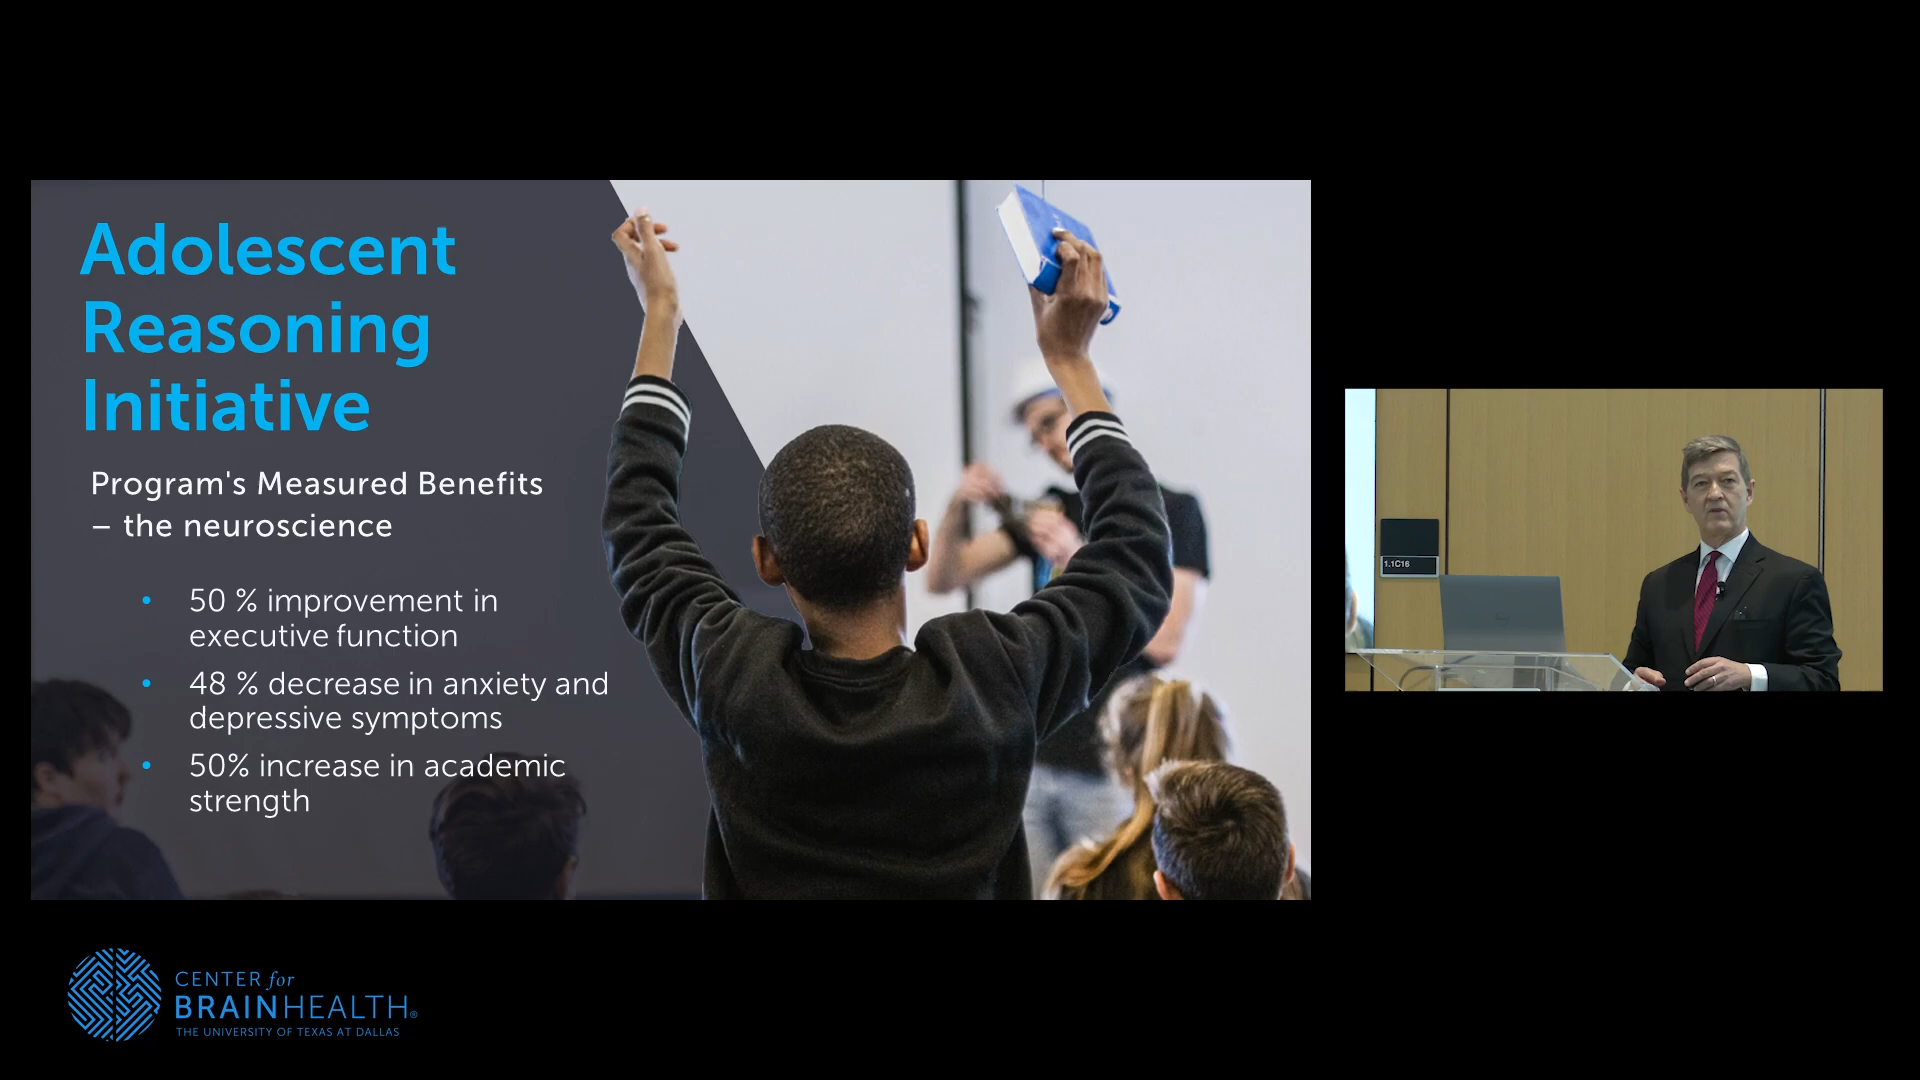 Adolescent
Reasoning
Initiative
Program's Measured Benefits
– the neuroscience
• 50 % improvement in
executive function
• 48 % decrease in anxiety and
depressive symptoms
• 50% increase in academic
strength
1.1C16
CENTER for
BRAINHEALTH®
THE UNIVERSITY OF TEXAS AT DALLAS